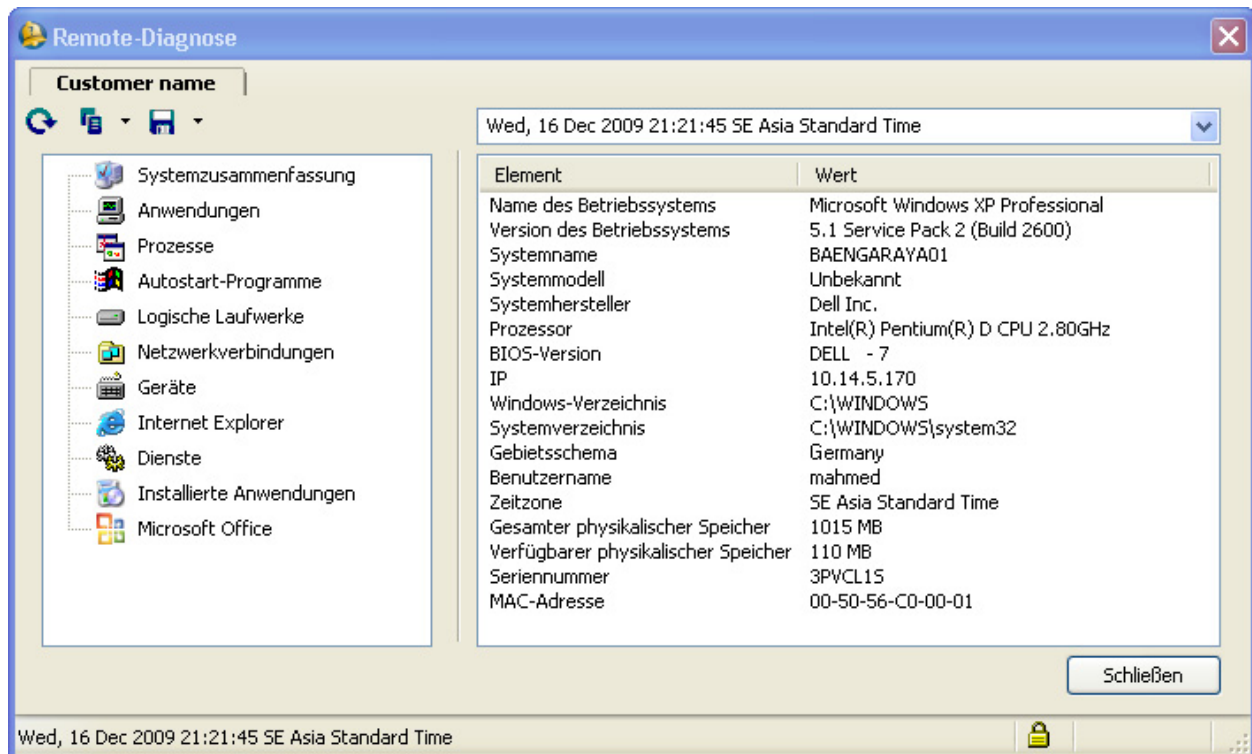 Remote-Diagnose
Customer name
Wed, 16 Dec 2009 21:21:45 SE Asia Standard Time
Systemzusammenfassung
Anwendungen
Prozesse
Autostart-Programme
Logische Laufwerke
Netzwerkverbindungen
Geräte
Internet Explorer
Dienste
Installierte Anwendungen
Microsoft Office
Element Wert
Name des Betriebssystems Microsoft Windows XP Professional
Version des Betriebssystems 5.1 Service Pack 2 (Build 2600)
Systemname BAENGARAYA01
Systemmodell Unbekannt
Systemhersteller Dell Inc.
Prozessor Intel(R) Pentium(R) D CPU 2.80GHz
BIOS-Version DELL - 7
IP 10.14.5.170
Windows-Verzeichnis C:\WINDOWS
Systemverzeichnis C:\WINDOWS\system32
Gebietsschema Germany
Benutzername mahmed
Zeitzone SE Asia Standard Time
Gesamter physikalischer Speicher 1015 MB
Verfügbarer physikalischer Speicher 110 MB
Seriennummer 3PVCL1S
MAC-Adresse 00-50-56-C0-00-01
Schließen
Wed, 16 Dec 2009 21:21:45 SE Asia Standard Time